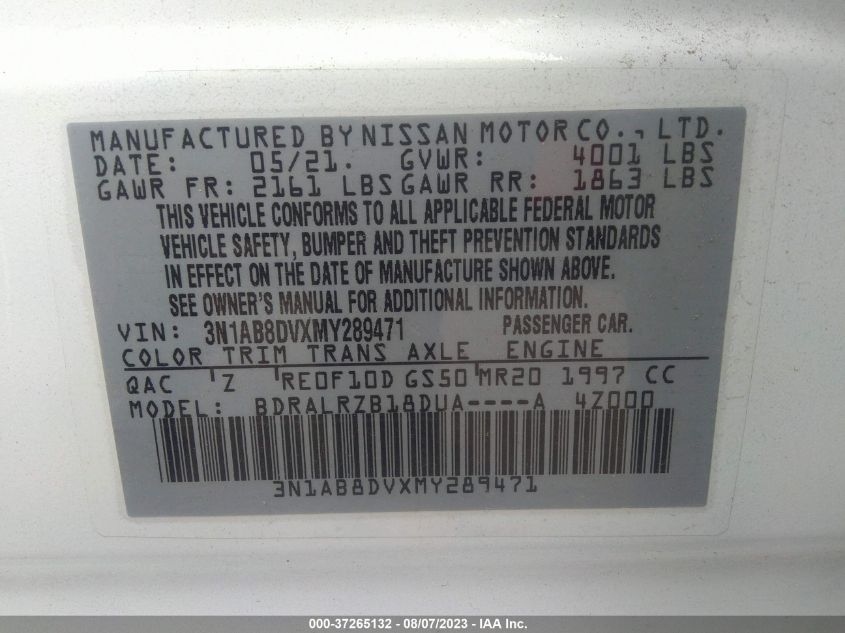 MANUFACTURED BY NISSAN MOTOR CO., LTD.
DATE: 05/21. GVWR: 4001 LBS
GAWR FR: 2161 LBS GAWR RR: 1863 LBS
THIS VEHICLE CONFORMS TO ALL APPLICABLE FEDERAL MOTOR
VEHICLE SAFETY, BUMPER AND THEFT PREVENTION STANDARDS
IN EFFECT ON THE DATE OF MANUFACTURE SHOWN ABOVE.
SEE OWNER'S MANUAL FOR ADDITIONAL INFORMATION.
VIN: 3N1AB8DVXMY289471 PASSENGER CAR.
COLOR TRIM TRANS AXLE ENGINE
QAC 'Z 'RE0F10D GS50 'MR20 1997 CC
MODEL: BDRALRZB18DUA----A 4Z000
3N1AB8DVXMY289471
000-37265132 - 08/07/2023 - IAA Inc.